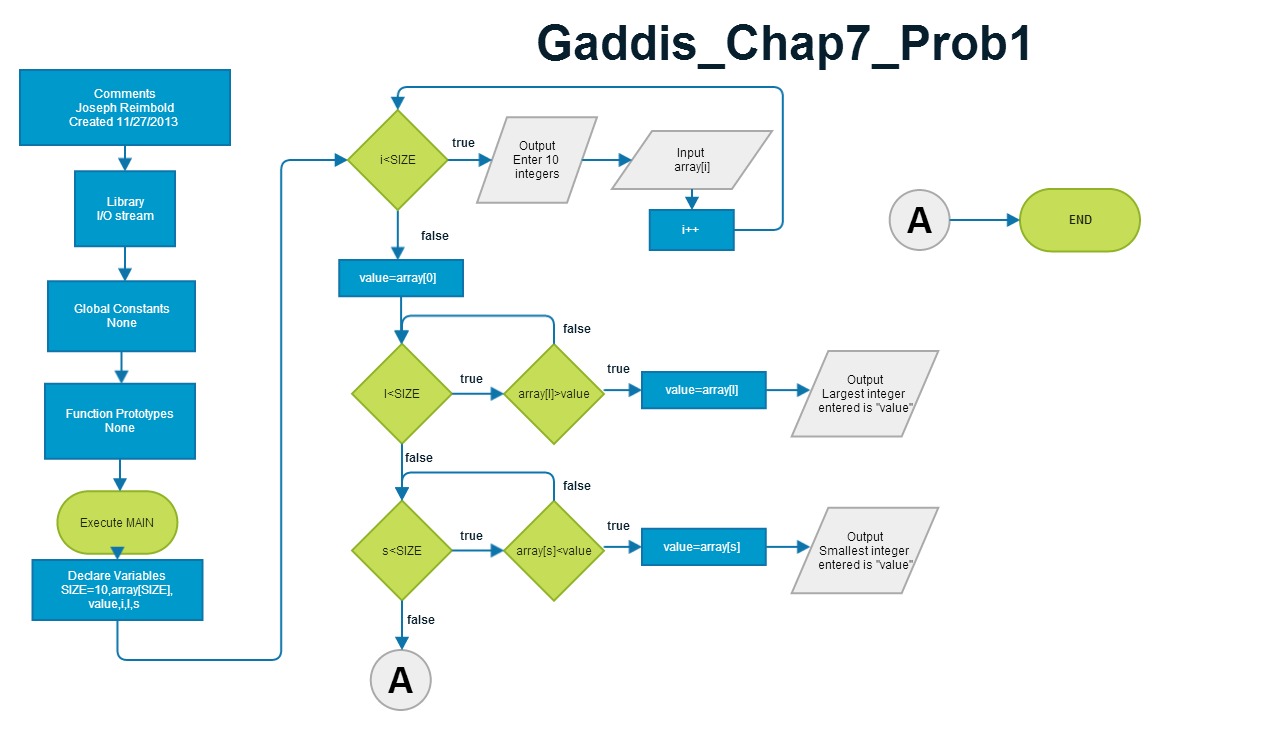 Gaddis_Chap7_Prob1
Comments
Joseph Reimbold
Created 11/27/2013
Library
I/O stream
Global Constants
None
Function Prototypes
None
Execute MAIN
Declare Variables
SIZE=10,array[SIZE],
value,i,l,s
i<SIZE
true
Output
Enter 10
integers
Input
array[i]
i++
false
value=array[0]
l<SIZE
true
array[l]>value
false
true
value=array[l]
Output
Largest integer
entered is "value"
false
s<SIZE
true
array[s]<value
false
true
value=array[s]
Output
Smallest integer
entered is "value"
false
A
A
END